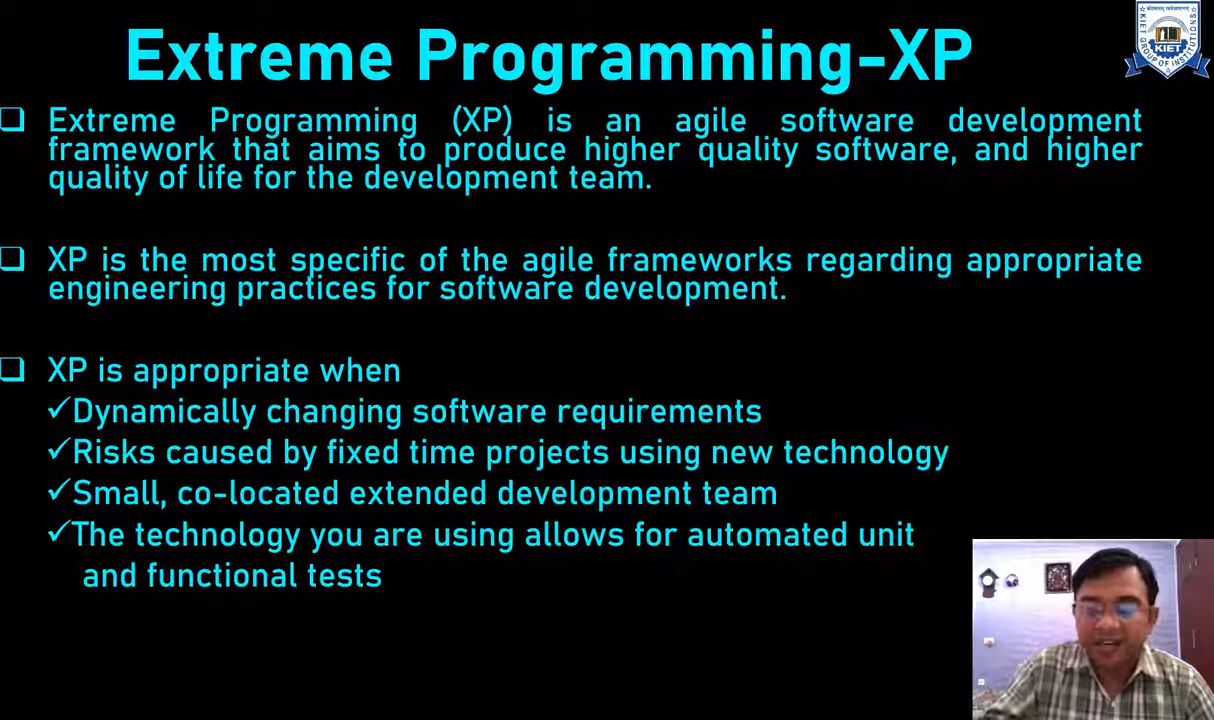 Extreme Programming-XP
KIET GROUP OF INSTITUTIONS
KIET
Extreme Programming (XP) is an agile software development
framework that aims to produce higher quality software, and higher
quality of life for the development team.
XP is the most specific of the agile frameworks regarding appropriate
engineering practices for software development.
XP is appropriate when
Dynamically changing software requirements
Risks caused by fixed time projects using new technology
Small, co-located extended development team
The technology you are using allows for automated unit
and functional tests